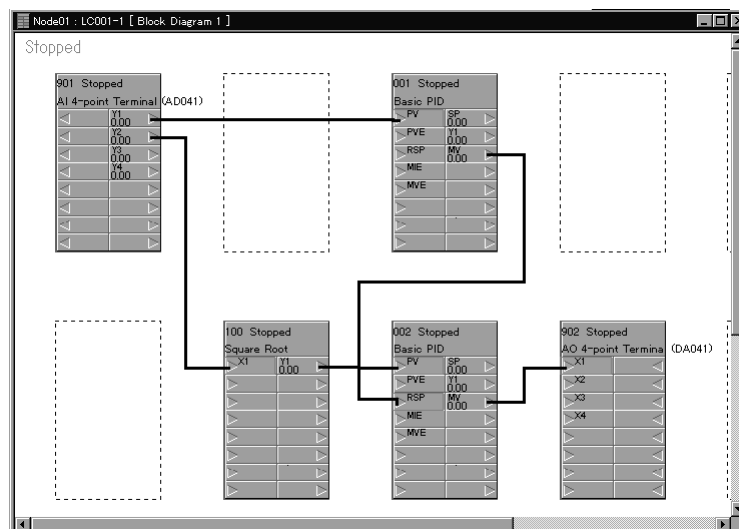 Node01 : LC001-1 [ Block Diagram 1 ]
Stopped
901 Stopped
AI 4-point Terminal (AD041)
Y1
0.00
Y2
0.00
Y3
0.00
Y4
0.00
001 Stopped
Basic PID
PV SP
0.00
PVE Y1
0.00
RSP MV
0.00
MIE
MVE
100 Stopped
Square Root
X1 Y1
0.00
002 Stopped
Basic PID
PV SP
0.00
PVE Y1
0.00
RSP MV
0.00
MIE
MVE
902 Stopped
AO 4-point Termina (DA041)
X1
X2
X3
X4